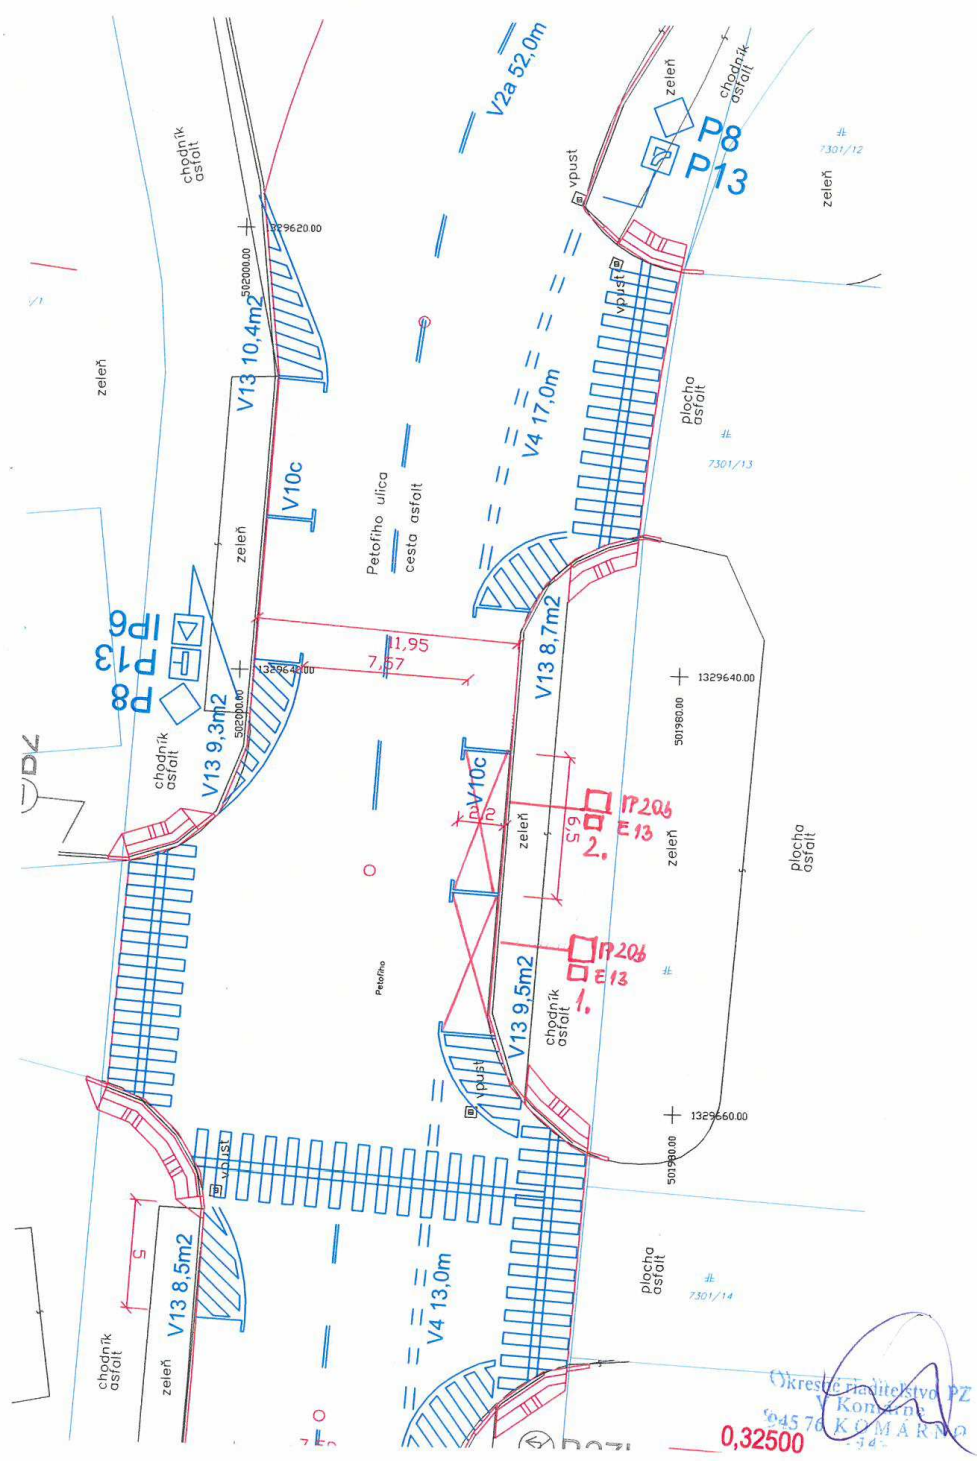 V2a 52,0m
chodník
asfalt
zeleň
chodník
asfalt
P8
P13
7301/12
zeleň
vpust
1329620.00
502000.00
vpust
V13 10,4m2
zeleň
V4 17,0m
plocha
asfalt
7301/13
V10c
Petofiho ulica
cesta asfalt
zeleň
IP6
P13
P8
11,95
7,57
1329640.00
502000.00
V13 8,7m2
1329640.00
501980.00
V13 9,3m2
chodník
asfalt
V10c
2,2
6,5
IP20b
E13
2.
zeleň
zeleň
plocha
asfalt
Petofiho
IP20b
E13
1.
V13 9,5m2
chodník
asfalt
vpust
1329660.00
501980.00
vpust
5
V13 8,5m2
V4 13,0m
plocha
asfalt
7301/14
chodník
asfalt
zeleň
Okresné riaditeľstvo PZ
v Komárne
945 76 KOMÁRNO
0,32500